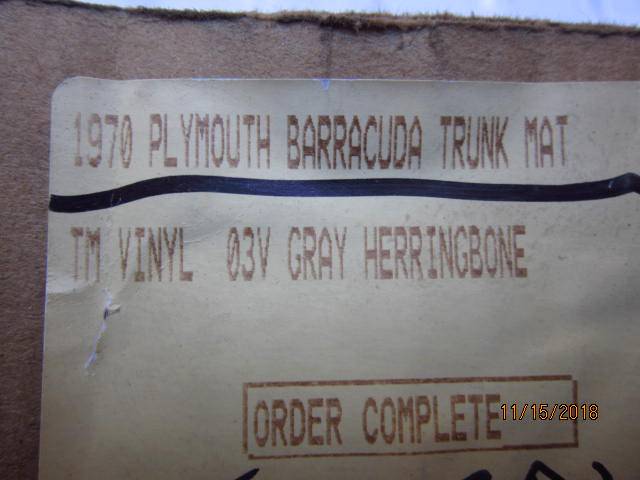 1970 PLYMOUTH BARRACUDA TRUNK MAT
TM VINYL 03V GRAY HERRINGBONE
ORDER COMPLETE
11/15/2018